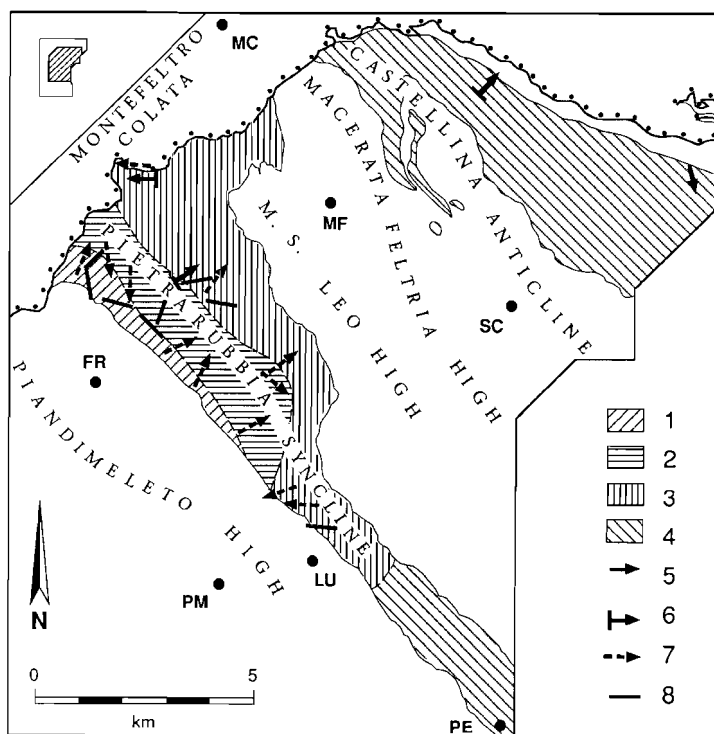 MC
MONTEFELTRO
COLATA
CASTELLINA ANTICLINE
MACERATA FELTRIA HIGH
M. S. LEO HIGH
MF
PIETRARUBBIA SYNCLINE
SC
FR
PIANDIMELETO HIGH
1
2
3
4
5
6
7
8
LU
PM
N
0 5
km
PE